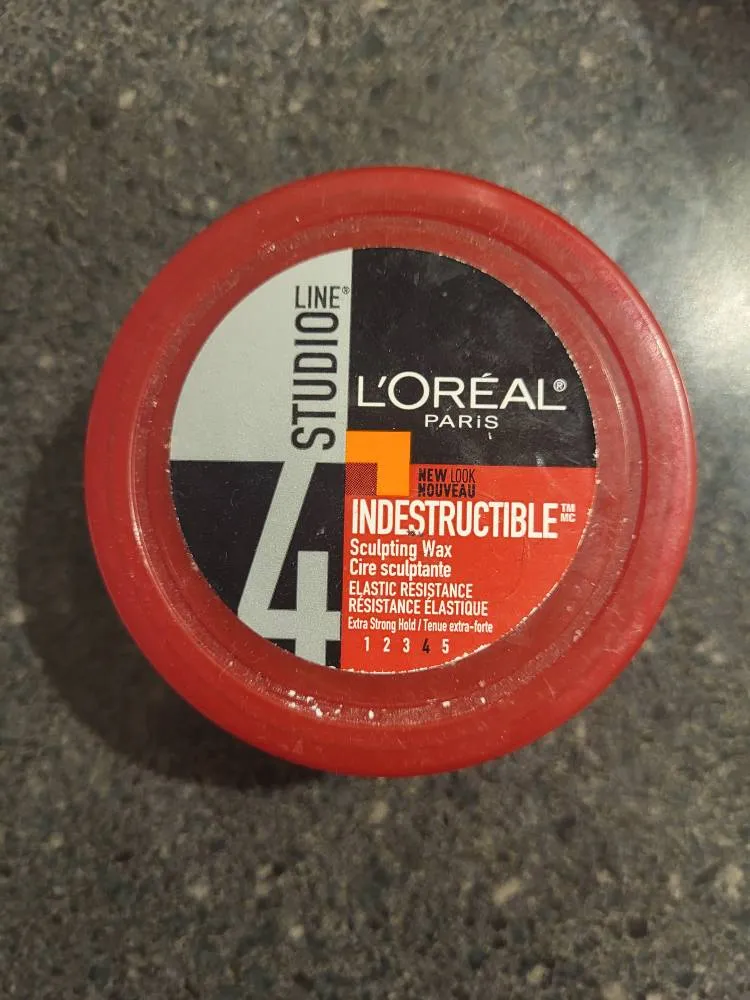 LINE®
STUDIO
L'ORÉAL®
PARiS
NEW LOOK
NOUVEAU
INDESTRUCTIBLE™ MC
Sculpting Wax
Cire sculptante
ELASTIC RESISTANCE
RÉSISTANCE ÉLASTIQUE
Extra Strong Hold / Tenue extra-forte
1 2 3 4 5
4